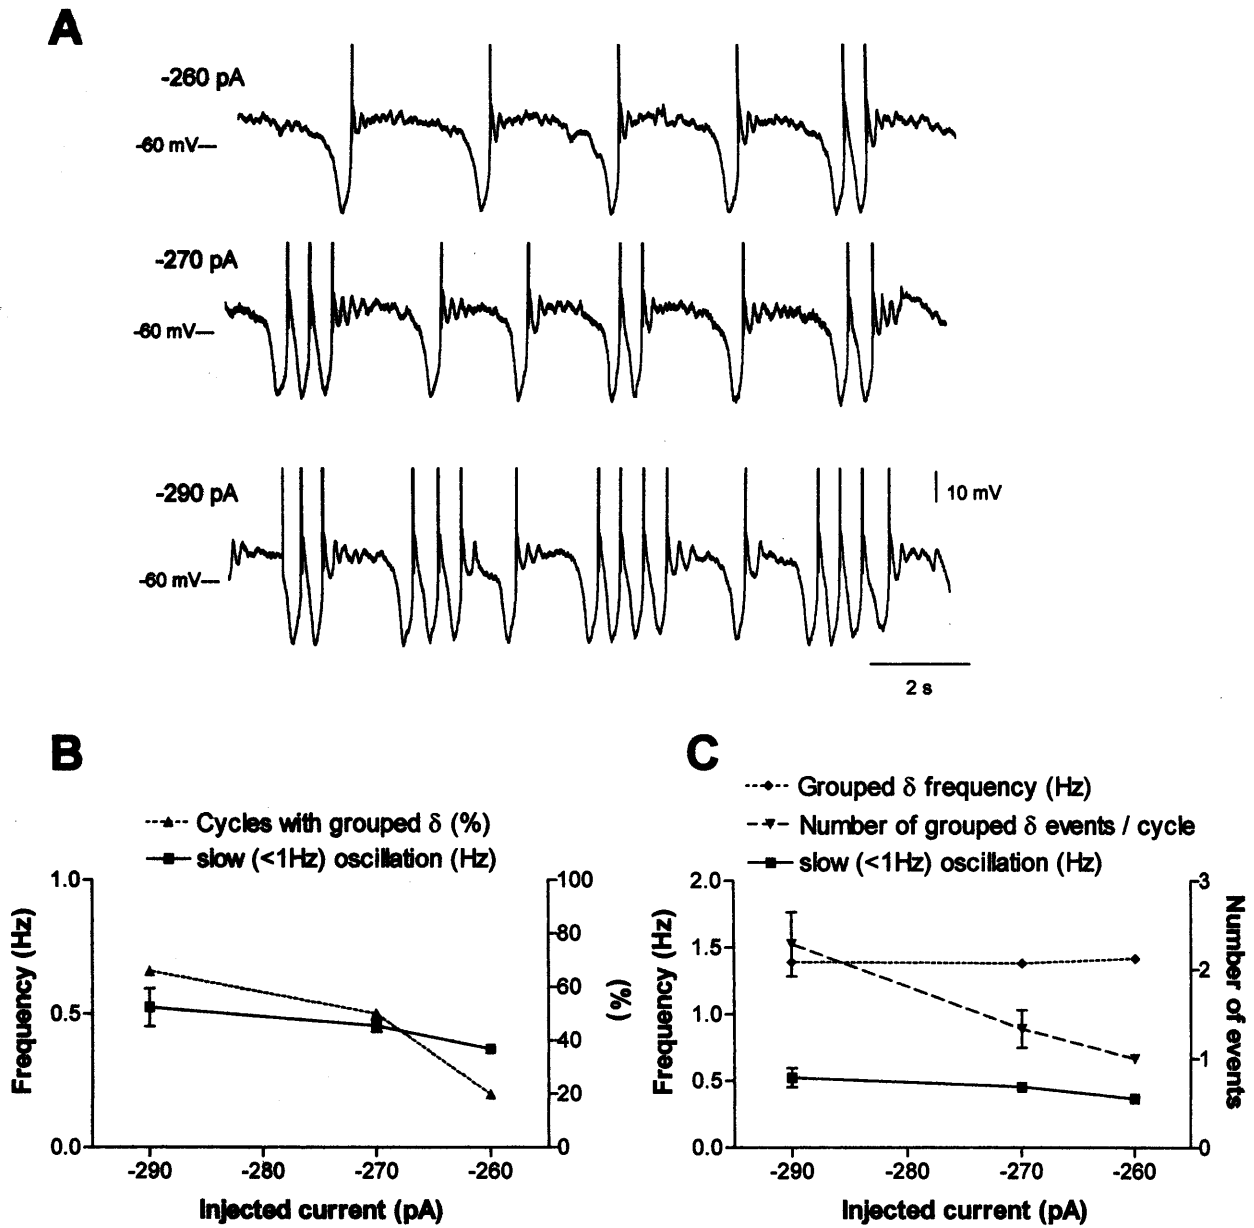 A
-260 pA
-60 mV
-270 pA
-60 mV
-290 pA
10 mV
-60 mV
2 s
B
Cycles with grouped δ (%)
slow (<1Hz) oscillation (Hz)
1.0
0.5
0.0
Frequency (Hz)
100
80
60
40
20
0
(%)
-290
-280
-270
-260
Injected current (pA)
C
Grouped δ frequency (Hz)
Number of grouped δ events / cycle
slow (<1Hz) oscillation (Hz)
2.0
1.5
1.0
0.5
0.0
Frequency (Hz)
3
2
1
0
Number of events
-290
-280
-270
-260
Injected current (pA)